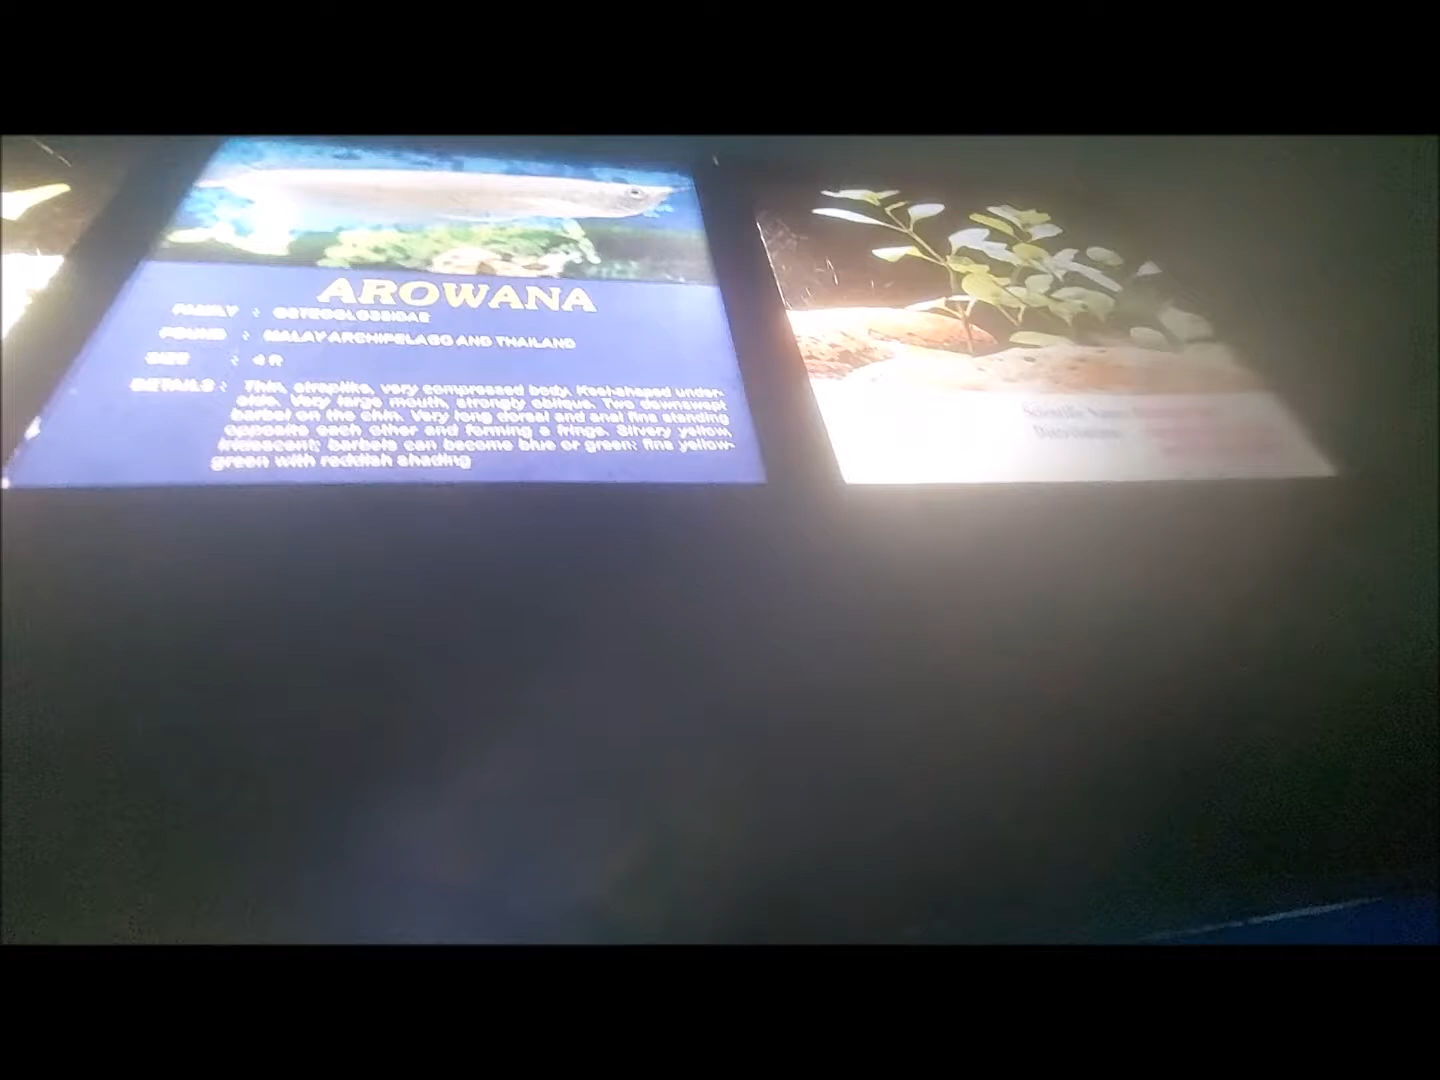 AROWANA
FAMILY : OSTEOGLOSSIDAE
FOUND : MALAY ARCHIPELAGO AND THAILAND
SIZE : 4 ft
DETAILS : Thin, straplike, very compressed body. Keel-shaped under-
side. Very large mouth, strongly oblique. Two downswept
barbel on the chin. Very long dorsal and anal fins standing
opposite each other and forming a fringe. Silvery yellow
iridescent; barbels can become blue or green: fins yellow-
green with reddish shading
Scientific Name
Distribution